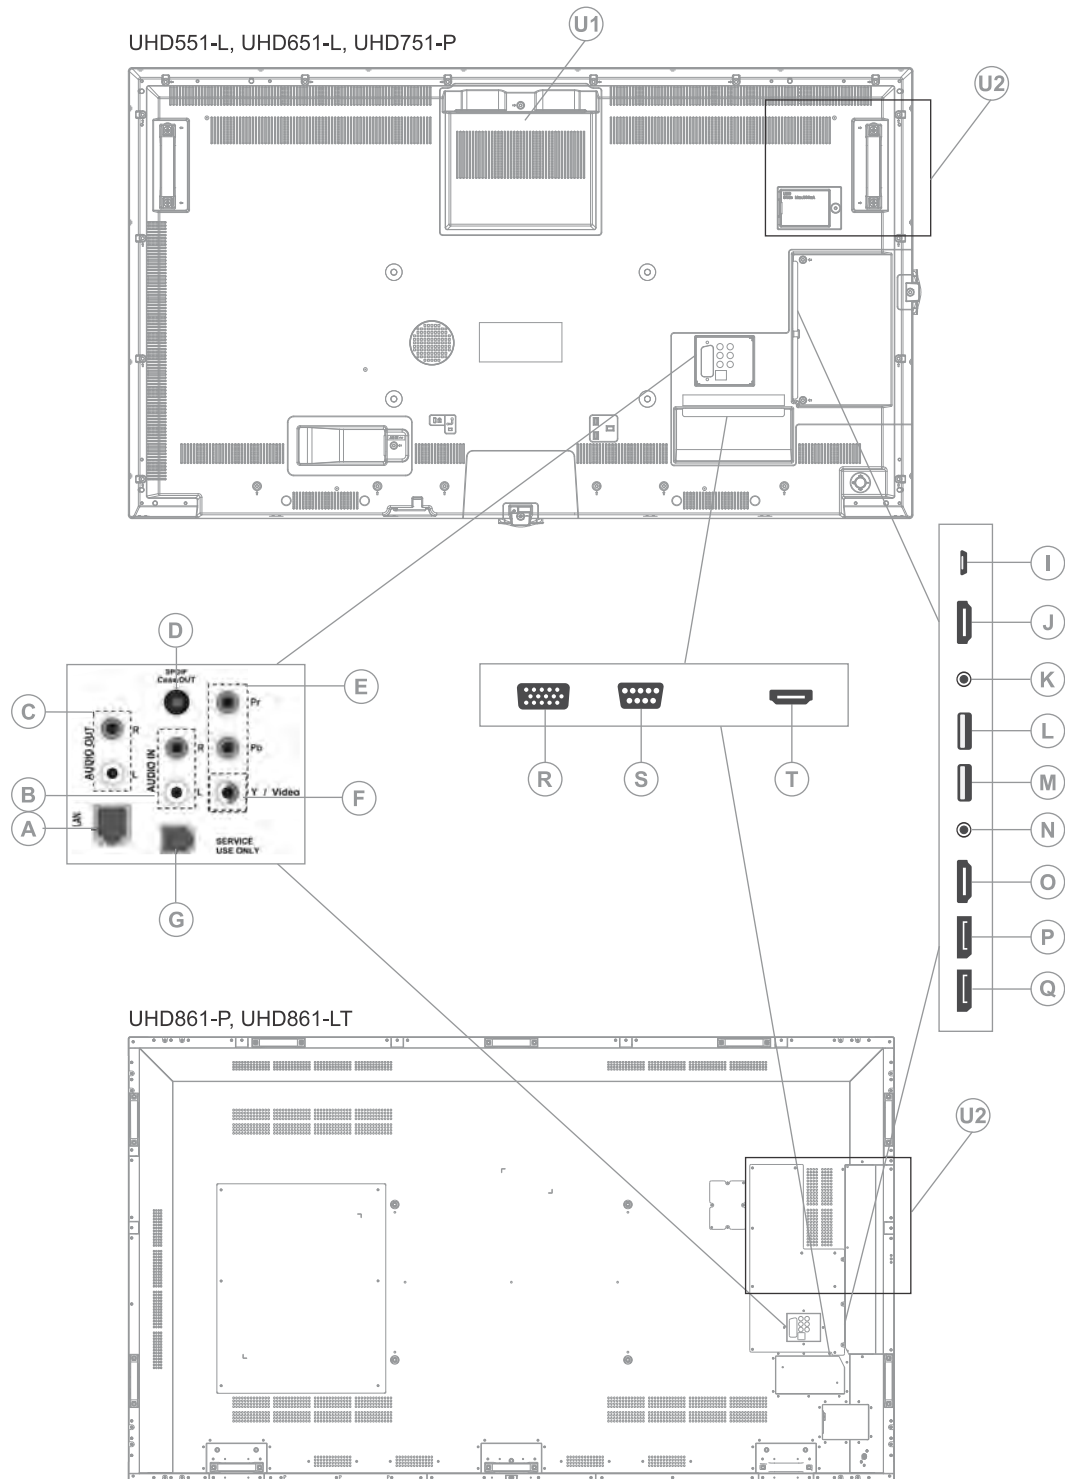 U1
UHD551-L, UHD651-L, UHD751-P
U2
I
D
J
SPDIF
Coax OUT
E
K
C
Pr
R
AUDIO OUT
L
L
R
Pb
AUDIO IN
R
S
T
M
B
L
Y / Video
F
A
LAN
N
SERVICE
USE ONLY
O
G
P
Q
UHD861-P, UHD861-LT
U2